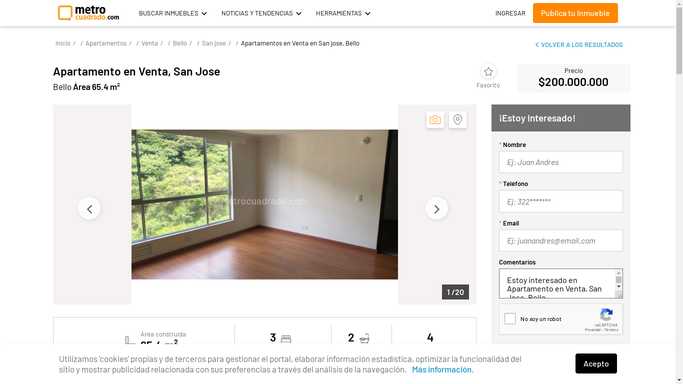 metro
cuadrado.com
BUSCAR INMUEBLES
NOTICIAS Y TENDENCIAS
HERRAMIENTAS
INGRESAR
Publica tu Inmueble
Inicio / / Apartamentos / / Venta / / Bello / / San jose / / Apartamentos en Venta en San jose, Bello
VOLVER A LOS RESULTADOS
Apartamento en Venta, San Jose
Bello Area 65.4 m²
Favorito
Precio
$200.000.000
metrocuadrado.com
1 / 20
¡Estoy Interesado!
* Nombre
Ej: Juan Andres
* Teléfono
Ej: 322*******
* Email
Ej: juanandres@email.com
Comentarios
Estoy interesado en
Apartamento en Venta, San
Jose, Bello
No soy un robot
reCAPTCHA
Privacidad - Términos
Área construida
65.4 m²
3
2
4
Utilizamos 'cookies' propias y de terceros para gestionar el portal, elaborar información estadística, optimizar la funcionalidad del
sitio y mostrar publicidad relacionada con sus preferencias a través del análisis de la navegación. Más información.
Acepto